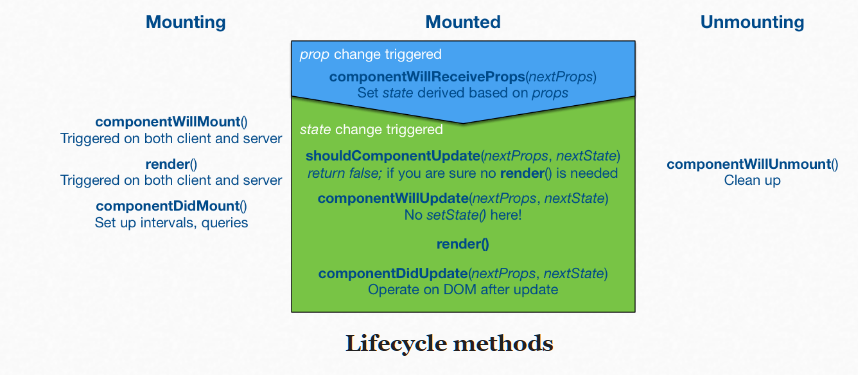 Mounting
Mounted
Unmounting
prop change triggered
componentWillReceiveProps(nextProps)
Set state derived based on props
componentWillMount()
Triggered on both client and server
render()
Triggered on both client and server
componentDidMount()
Set up intervals, queries
state change triggered
shouldComponentUpdate(nextProps, nextState)
return false; if you are sure no render() is needed
componentWillUpdate(nextProps, nextState)
No setState() here!
render()
componentDidUpdate(nextProps, nextState)
Operate on DOM after update
componentWillUnmount()
Clean up
Lifecycle methods